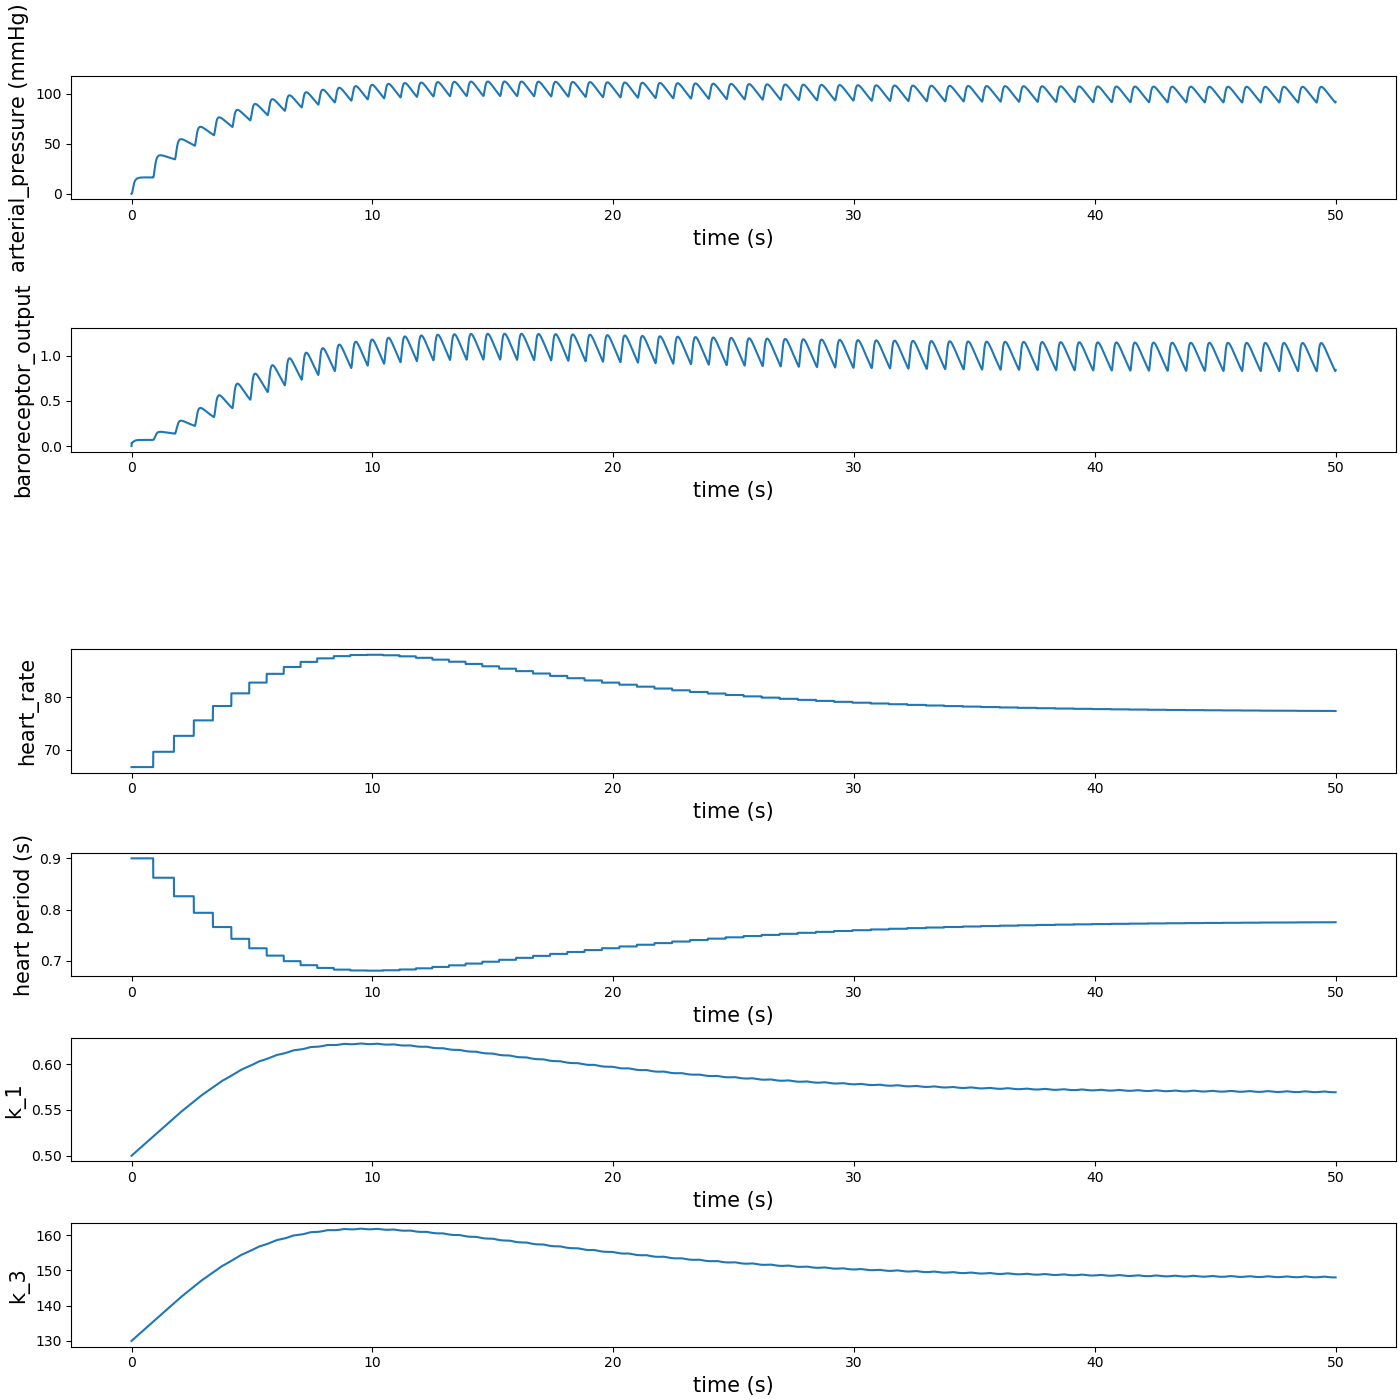 arterial_pressure (mmHg)
100
50
0
0 10 20 30 40 50
time (s)
baroreceptor_output
1.0
0.5
0.0
0 10 20 30 40 50
time (s)
heart_rate
80
70
0 10 20 30 40 50
time (s)
heart period (s)
0.9
0.8
0.7
0 10 20 30 40 50
time (s)
k_1
0.60
0.55
0.50
0 10 20 30 40 50
time (s)
k_3
160
150
140
130
0 10 20 30 40 50
time (s)